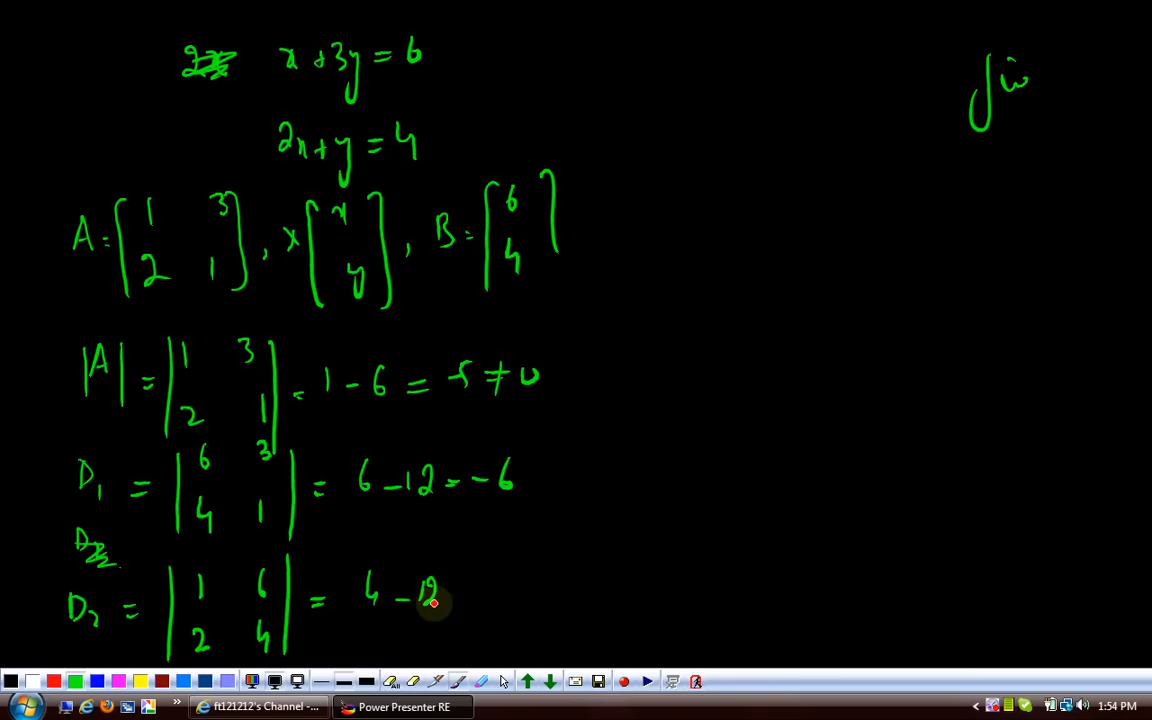 x + 3y = 6
2x + y = 4
A = [1 3
2 1], X [x
y], B = [6
4]
|A| = |1 3
2 1| = 1 - 6 = -5 ≠ 0
D1 = |6 3
4 1| = 6 - 12 = -6
D2 = |1 6
2 4| = 4 - 12
All
ft121212's Channel -...
Power Presenter RE
1:54 PM